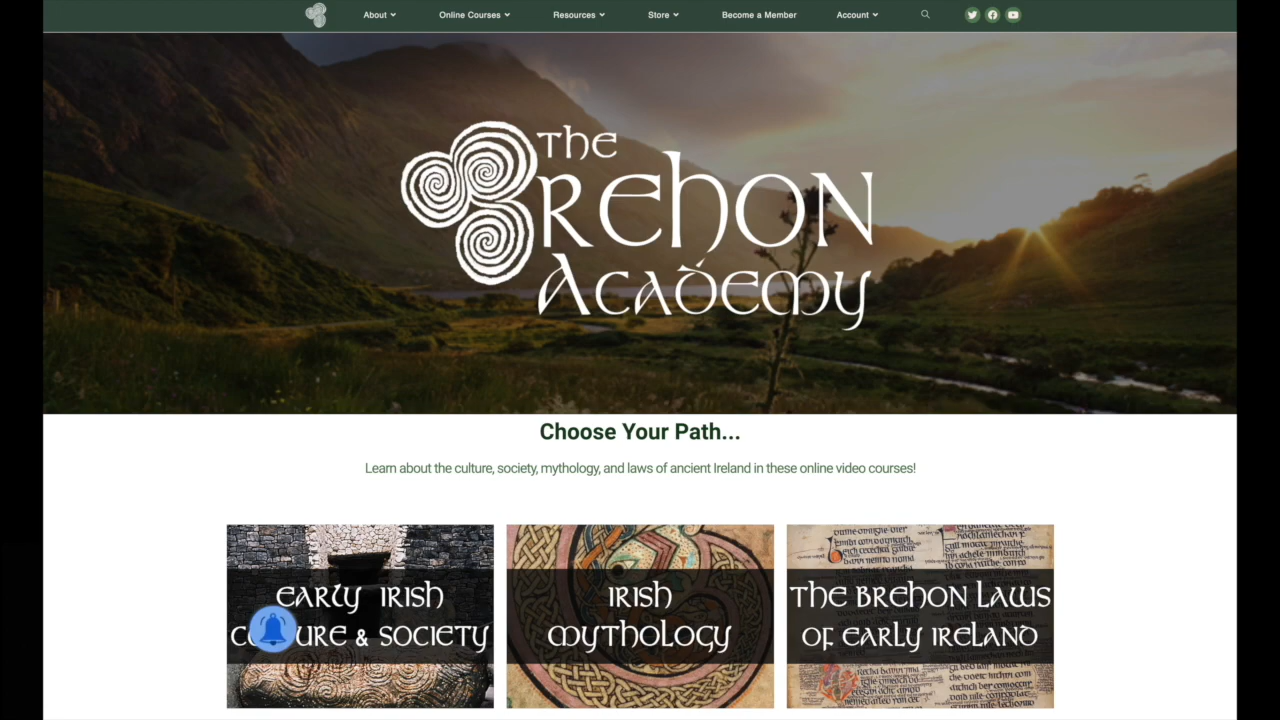 About
Online Courses
Resources
Store
Become a Member
Account
The
Brehon
Academy
Choose Your Path...
Learn about the culture, society, mythology, and laws of ancient Ireland in these online video courses!
Early Irish
& Society
Irish
Mythology
The Brehon Laws
of Early Ireland